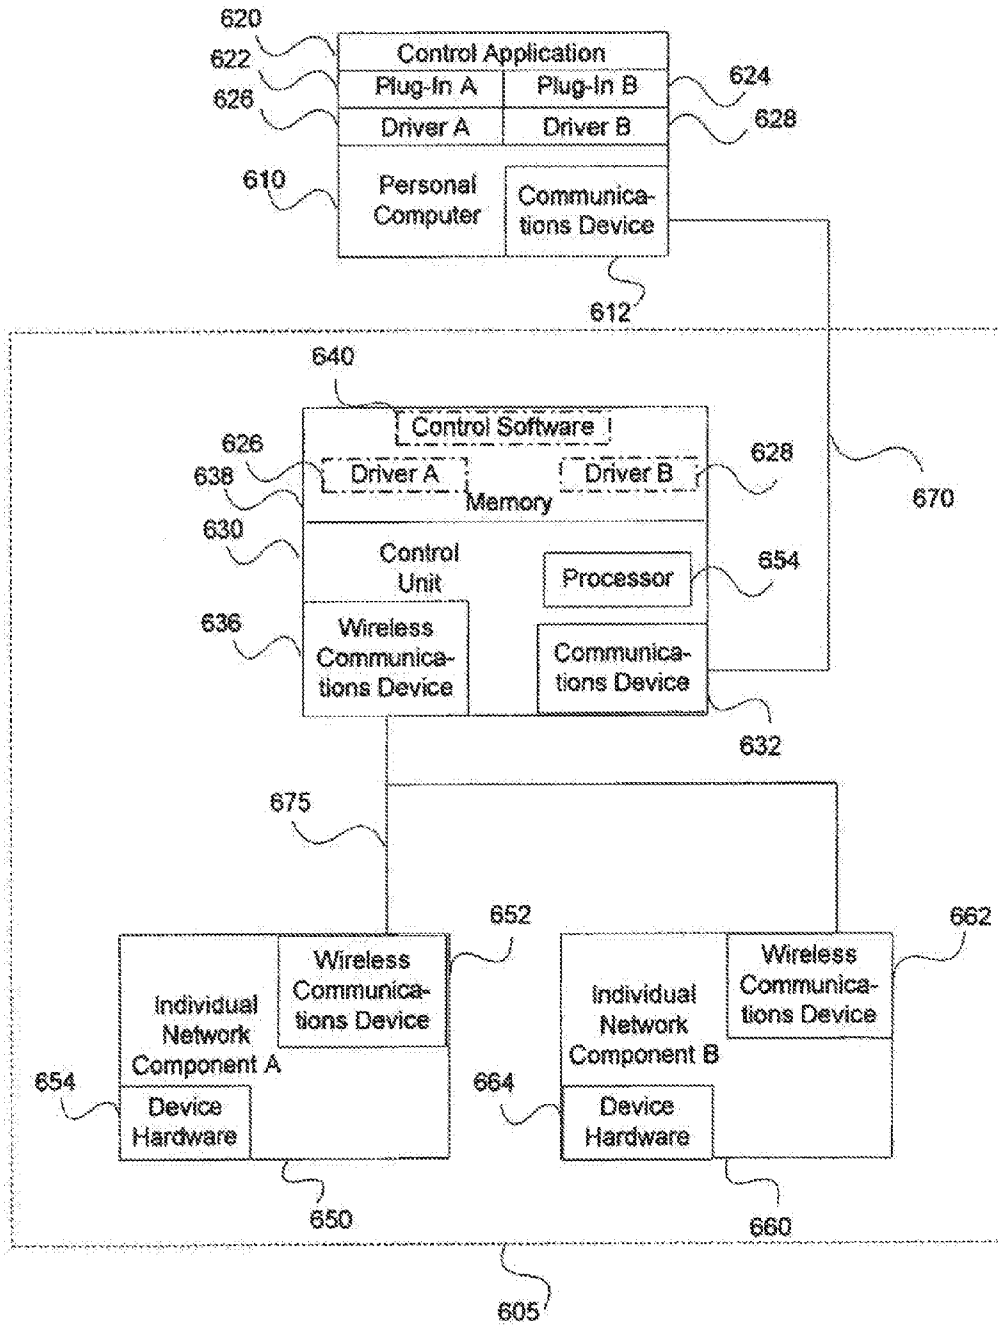 620
Control Application
622
Plug-In A
Plug-In B
624
626
Driver A
Driver B
628
610
Personal
Computer
Communica-
tions Device
612
640
Control Software
626
Driver A
Driver B
628
638
Memory
670
630
Control
Unit
Processor
654
636
Wireless
Communica-
tions Device
Communica-
tions Device
632
675
652
Wireless
Communica-
tions Device
Individual
Network
Component A
654
Device
Hardware
650
662
Wireless
Communica-
tions Device
Individual
Network
Component B
664
Device
Hardware
660
605